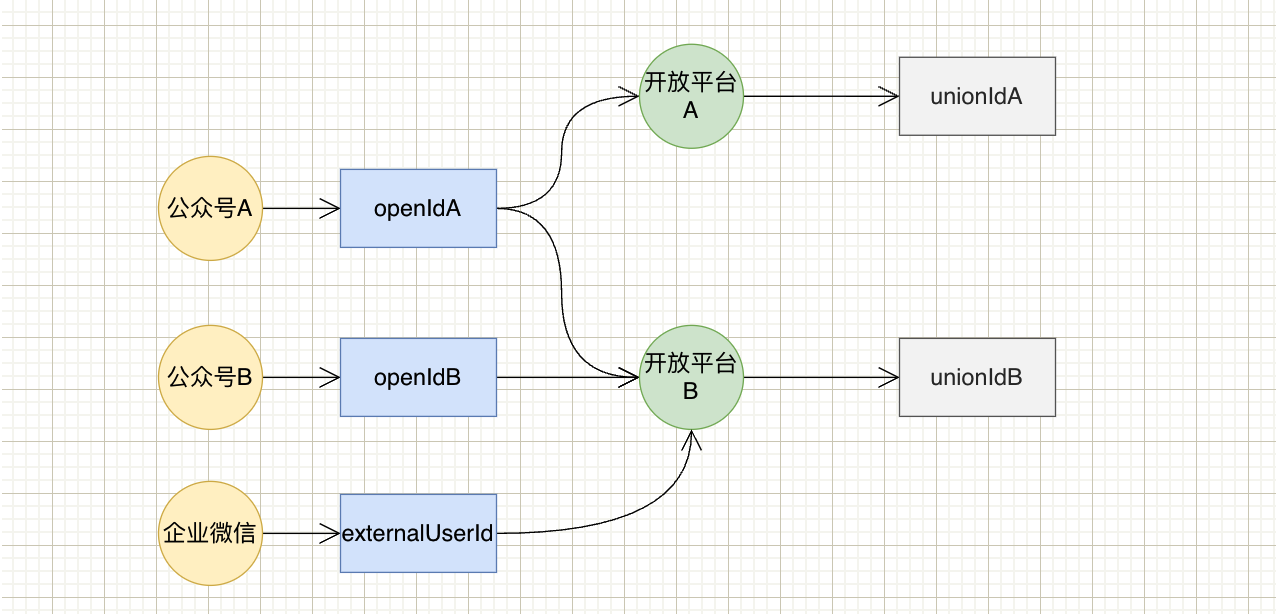 开放平台
A
unionIdA
公众号A
openIdA
公众号B
openIdB
开放平台
B
unionIdB
企业微信
externalUserId